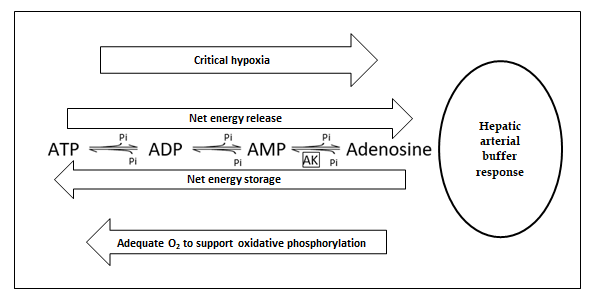 Critical hypoxia
Net energy release
Pi Pi Pi
ATP ADP AMP Adenosine
Pi Pi AK Pi
Net energy storage
Adequate O₂ to support oxidative phosphorylation
Hepatic
arterial
buffer
response